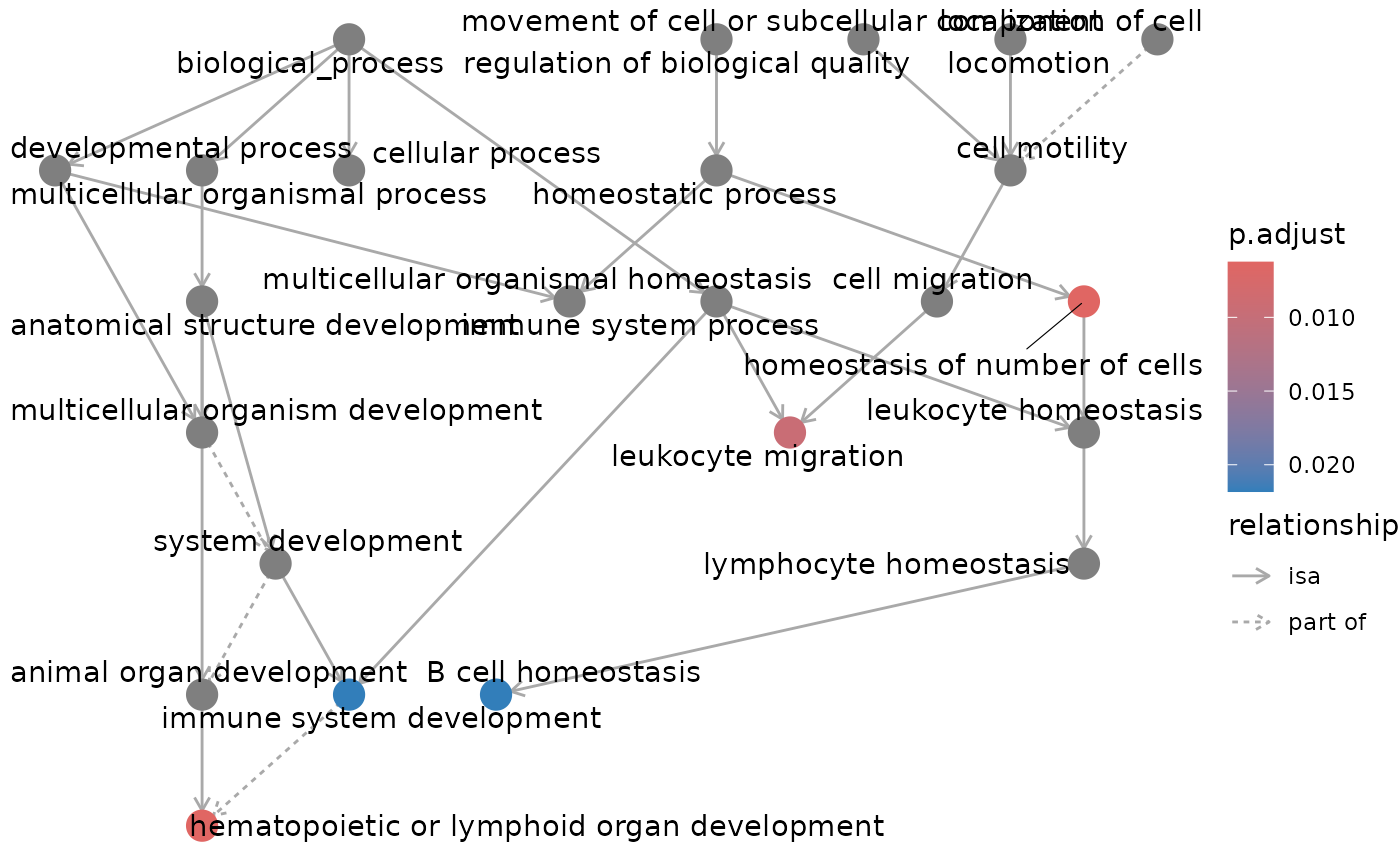 movement of cell or subcellular component
localization of cell
biological_process
regulation of biological quality
locomotion
developmental process
cellular process
cell motility
multicellular organismal process
homeostatic process
multicellular organismal homeostasis
cell migration
anatomical structure development
immune system process
homeostasis of number of cells
multicellular organism development
leukocyte homeostasis
leukocyte migration
system development
lymphocyte homeostasis
animal organ development
B cell homeostasis
immune system development
hematopoietic or lymphoid organ development
p.adjust
0.010
0.015
0.020
relationship
isa
part of